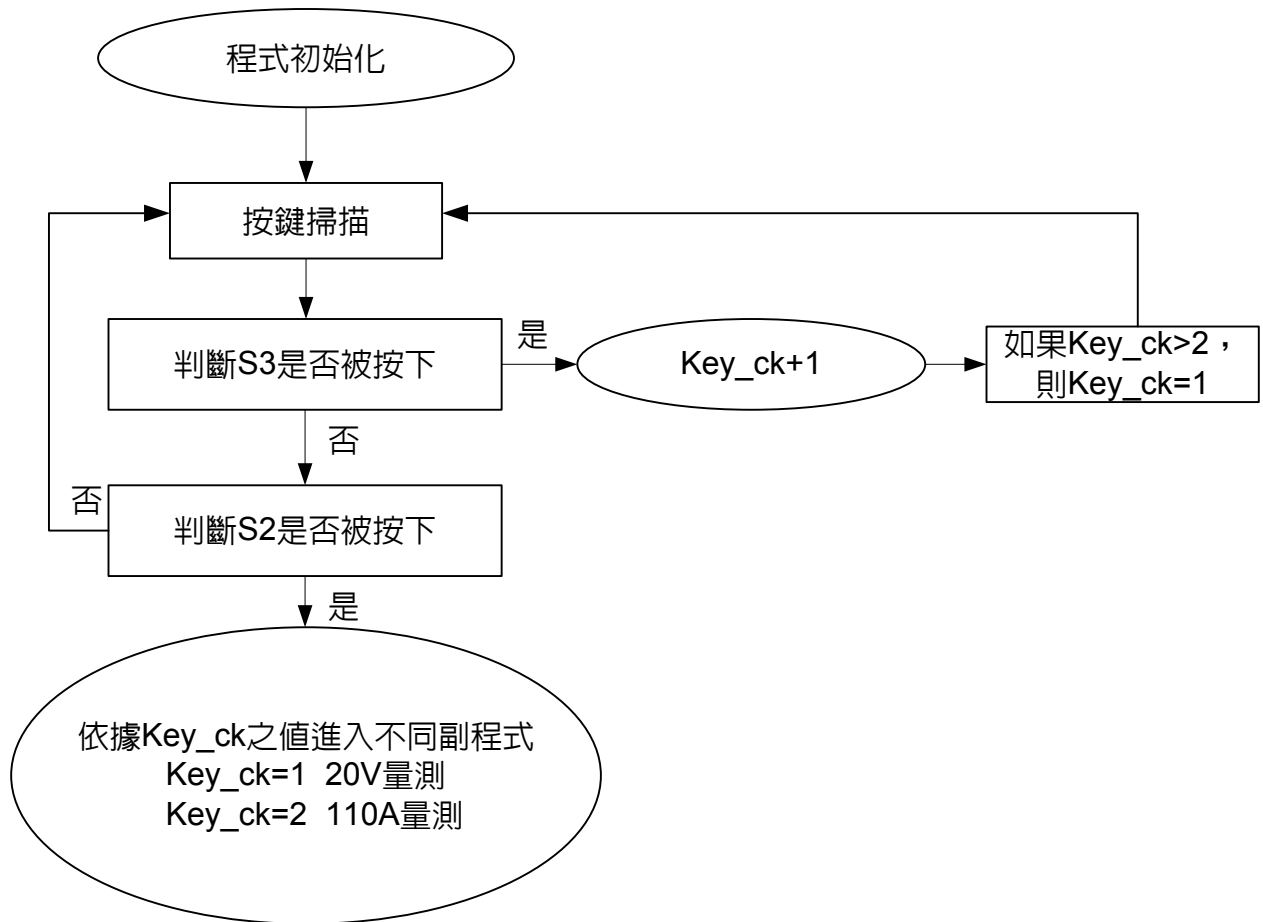 程式初始化
按鍵掃描
判斷S3是否被按下
是
Key_ck+1
如果Key_ck>2，
則Key_ck=1
否
否
判斷S2是否被按下
是
依據Key_ck之值進入不同副程式
Key_ck=1 20V量測
Key_ck=2 110A量測